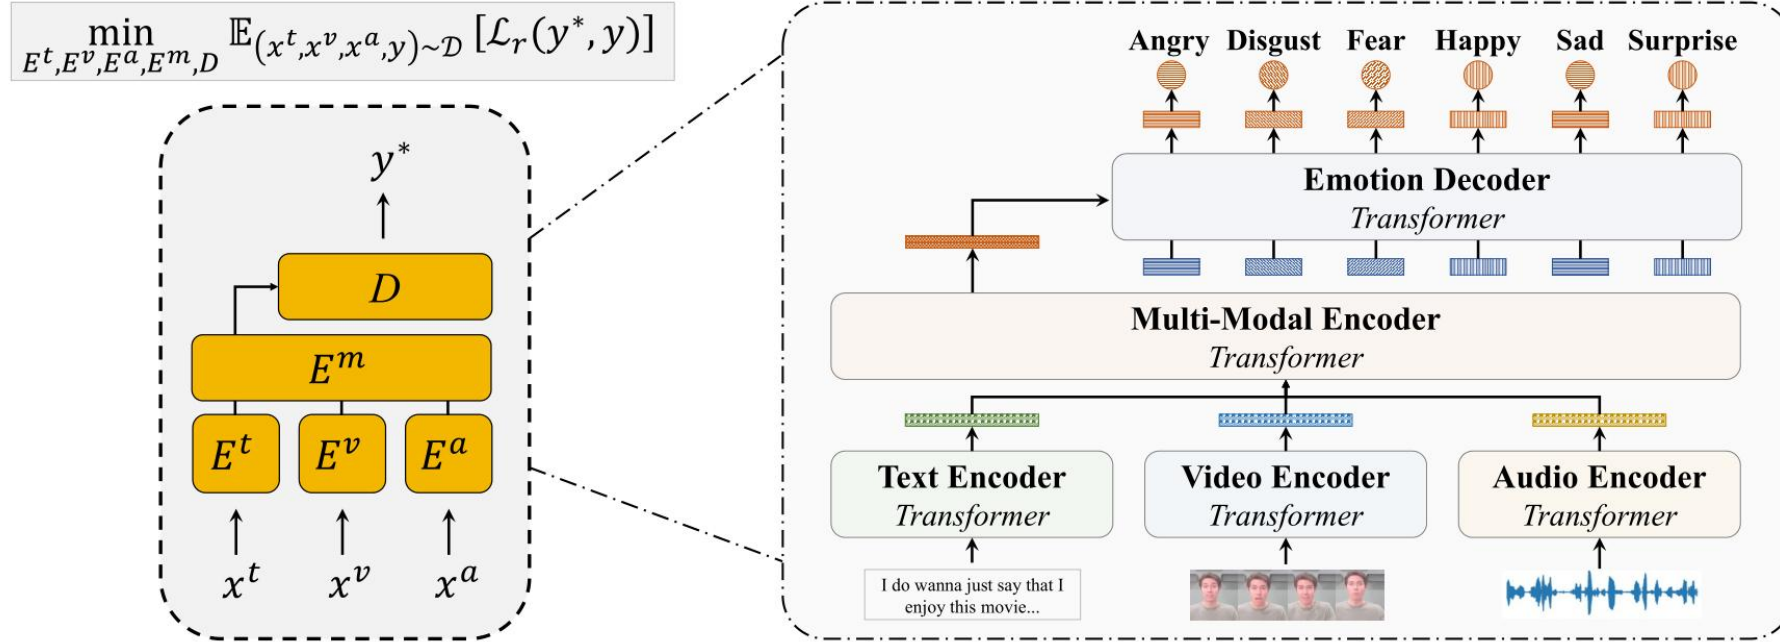 min
E^t,E^v,E^a,E^m,D 𝔼(x^t,x^v,x^a,y)~𝒟 [ℒ_r(y*, y)]
y*
D
E^m
E^t E^v E^a
x^t x^v x^a
Angry Disgust Fear Happy Sad Surprise
Emotion Decoder
Transformer
Multi-Modal Encoder
Transformer
Text Encoder Video Encoder Audio Encoder
Transformer Transformer Transformer
I do wanna just say that I
enjoy this movie...